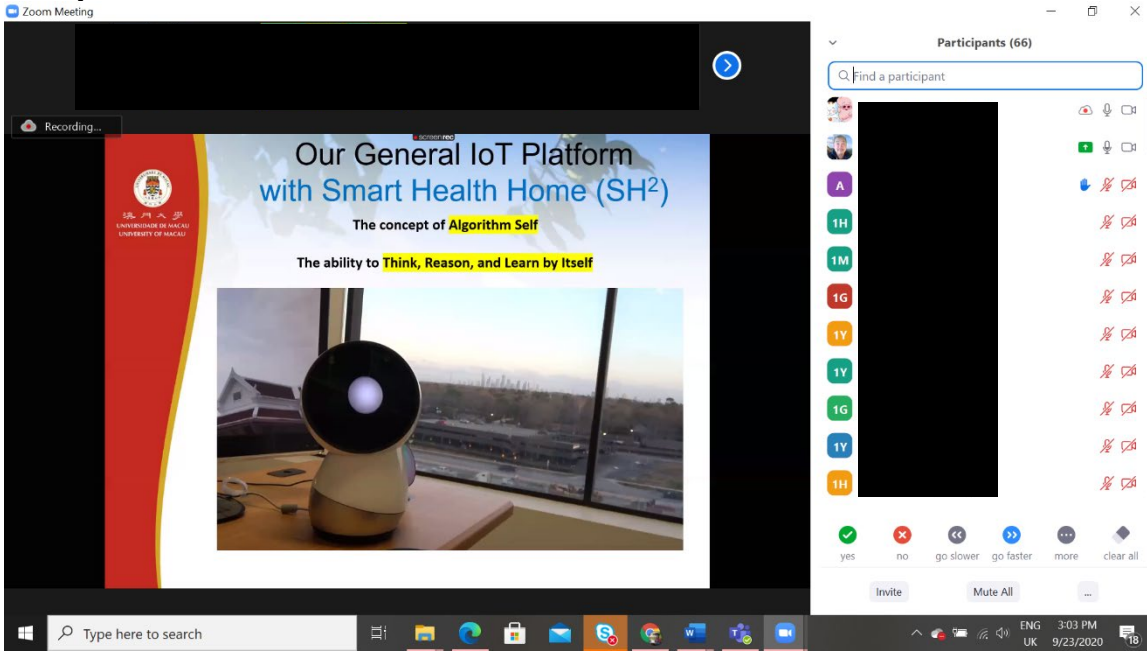 Zoom Meeting
Recording...
screenrec
Our General IoT Platform
with Smart Health Home (SH²)
The concept of Algorithm Self
The ability to Think, Reason, and Learn by Itself
澳門大學
UNIVERSIDADE DE MACAU
UNIVERSITY OF MACAU
Participants (66)
Find a participant
A
1H
1M
1G
1Y
1Y
1G
1Y
1H
yes
no
go slower
go faster
more
clear all
Invite
Mute All
...
Type here to search
ENG
UK
3:03 PM
9/23/2020
18